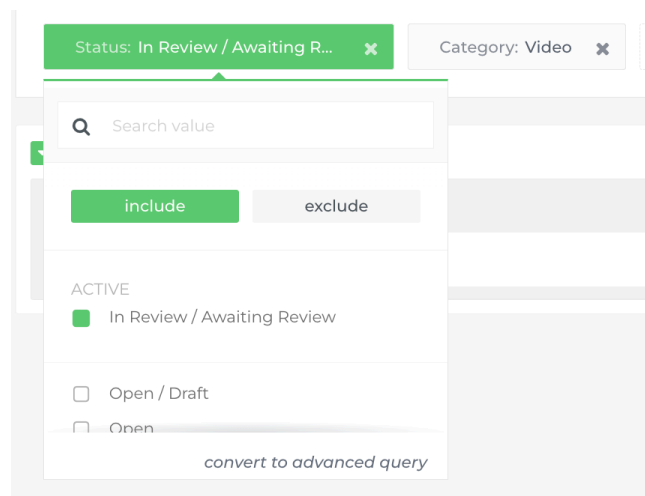 Status: In Review / Awaiting R... ✖ Category: Video ✖
Search value
include exclude
ACTIVE
In Review / Awaiting Review
Open / Draft
Open
convert to advanced query